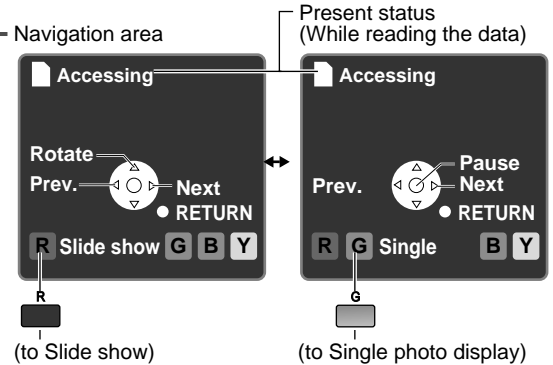 Navigation area
Present status
(While reading the data)
Accessing
Rotate
Prev.
Next
RETURN
R Slide show G B Y
R
(to Slide show)
Accessing
Pause
Prev.
Next
RETURN
R G Single B Y
G
(to Single photo display)